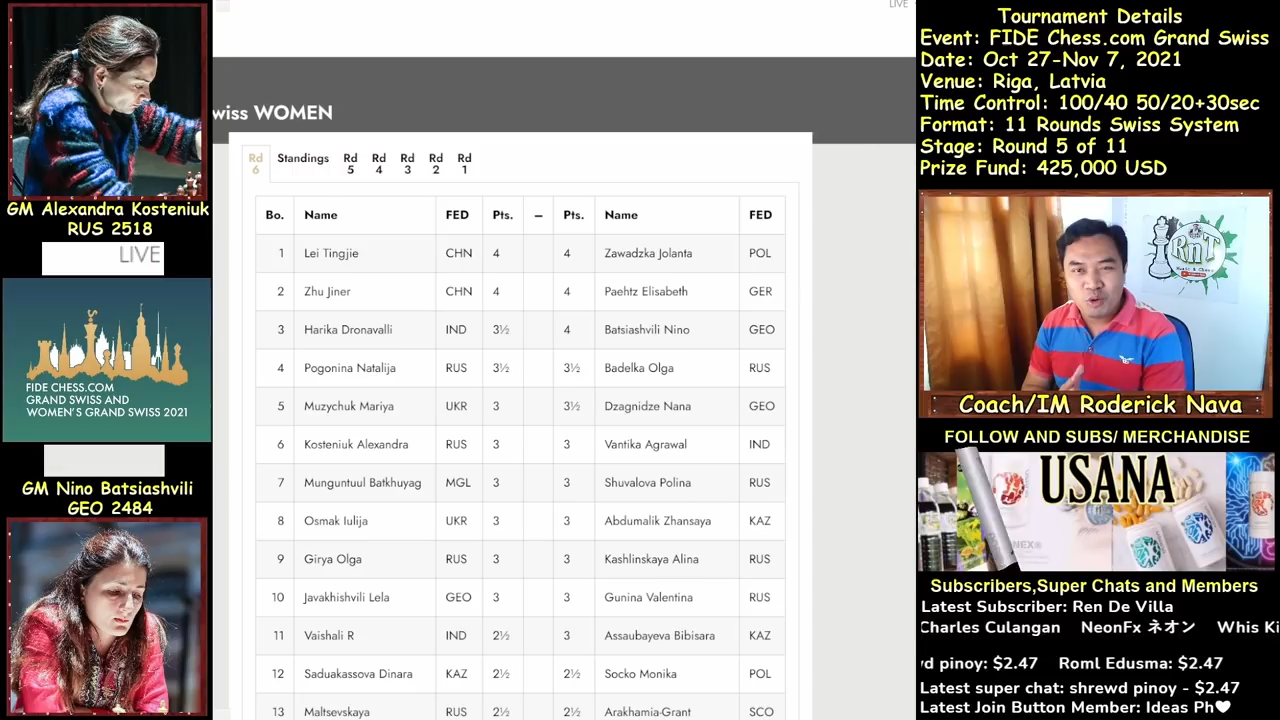 GM Alexandra Kosteniuk
RUS 2518
LIVE
FIDE CHESS.COM
GRAND SWISS AND
WOMEN'S GRAND SWISS 2021
GM Nino Batsiashvili
GEO 2484
LIVE
wiss WOMEN
Rd 6 Standings Rd 5 Rd 4 Rd 3 Rd 2 Rd 1
Bo. Name FED Pts. – Pts. Name FED
1 Lei Tingjie CHN 4 4 Zawadzka Jolanta POL
2 Zhu Jiner CHN 4 4 Paehtz Elisabeth GER
3 Harika Dronavalli IND 3½ 4 Batsiashvili Nino GEO
4 Pogonina Natalija RUS 3½ 3½ Badelka Olga RUS
5 Muzychuk Mariya UKR 3 3½ Dzagnidze Nana GEO
6 Kosteniuk Alexandra RUS 3 3 Vantika Agrawal IND
7 Munguntuul Batkhuyag MGL 3 3 Shuvalova Polina RUS
8 Osmak Iulija UKR 3 3 Abdumalik Zhansaya KAZ
9 Girya Olga RUS 3 3 Kashlinskaya Alina RUS
10 Javakhishvili Lela GEO 3 3 Gunina Valentina RUS
11 Vaishali R IND 2½ 3 Assaubayeva Bibisara KAZ
12 Saduakassova Dinara KAZ 2½ 2½ Socko Monika POL
13 Maltsevskaya RUS 2½ 2½ Arakhamia-Grant SCO
Tournament Details
Event: FIDE Chess.com Grand Swiss
Date: Oct 27-Nov 7, 2021
Venue: Riga, Latvia
Time Control: 100/40 50/20+30sec
Format: 11 Rounds Swiss System
Stage: Round 5 of 11
Prize Fund: 425,000 USD
RnT
Coach/IM Roderick Nava
FOLLOW AND SUBS/ MERCHANDISE
USANA
Subscribers,Super Chats and Members
Latest Subscriber: Ren De Villa
Charles Culangan NeonFx ネオン Whis Ki
d pinoy: $2.47 Roml Edusma: $2.47
Latest super chat: shrewd pinoy - $2.47
Latest Join Button Member: Ideas Ph🖤